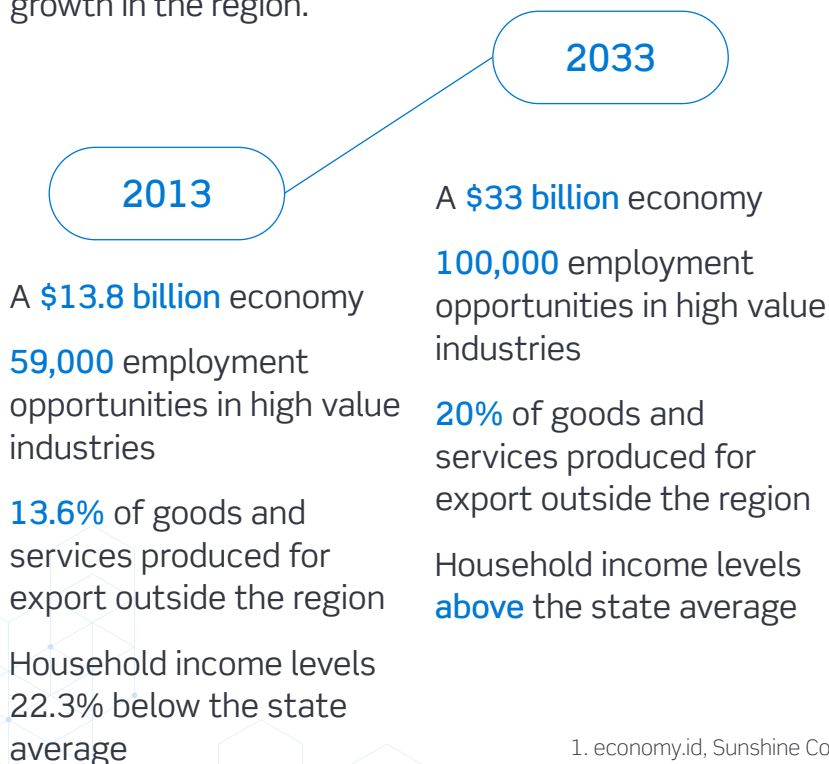 growth in the region.
2033
2013
A $33 billion economy
100,000 employment
opportunities in high value
industries
20% of goods and
services produced for
export outside the region
Household income levels
above the state average
A $13.8 billion economy
59,000 employment
opportunities in high value
industries
13.6% of goods and
services produced for
export outside the region
Household income levels
22.3% below the state
average
1. economy.id, Sunshine